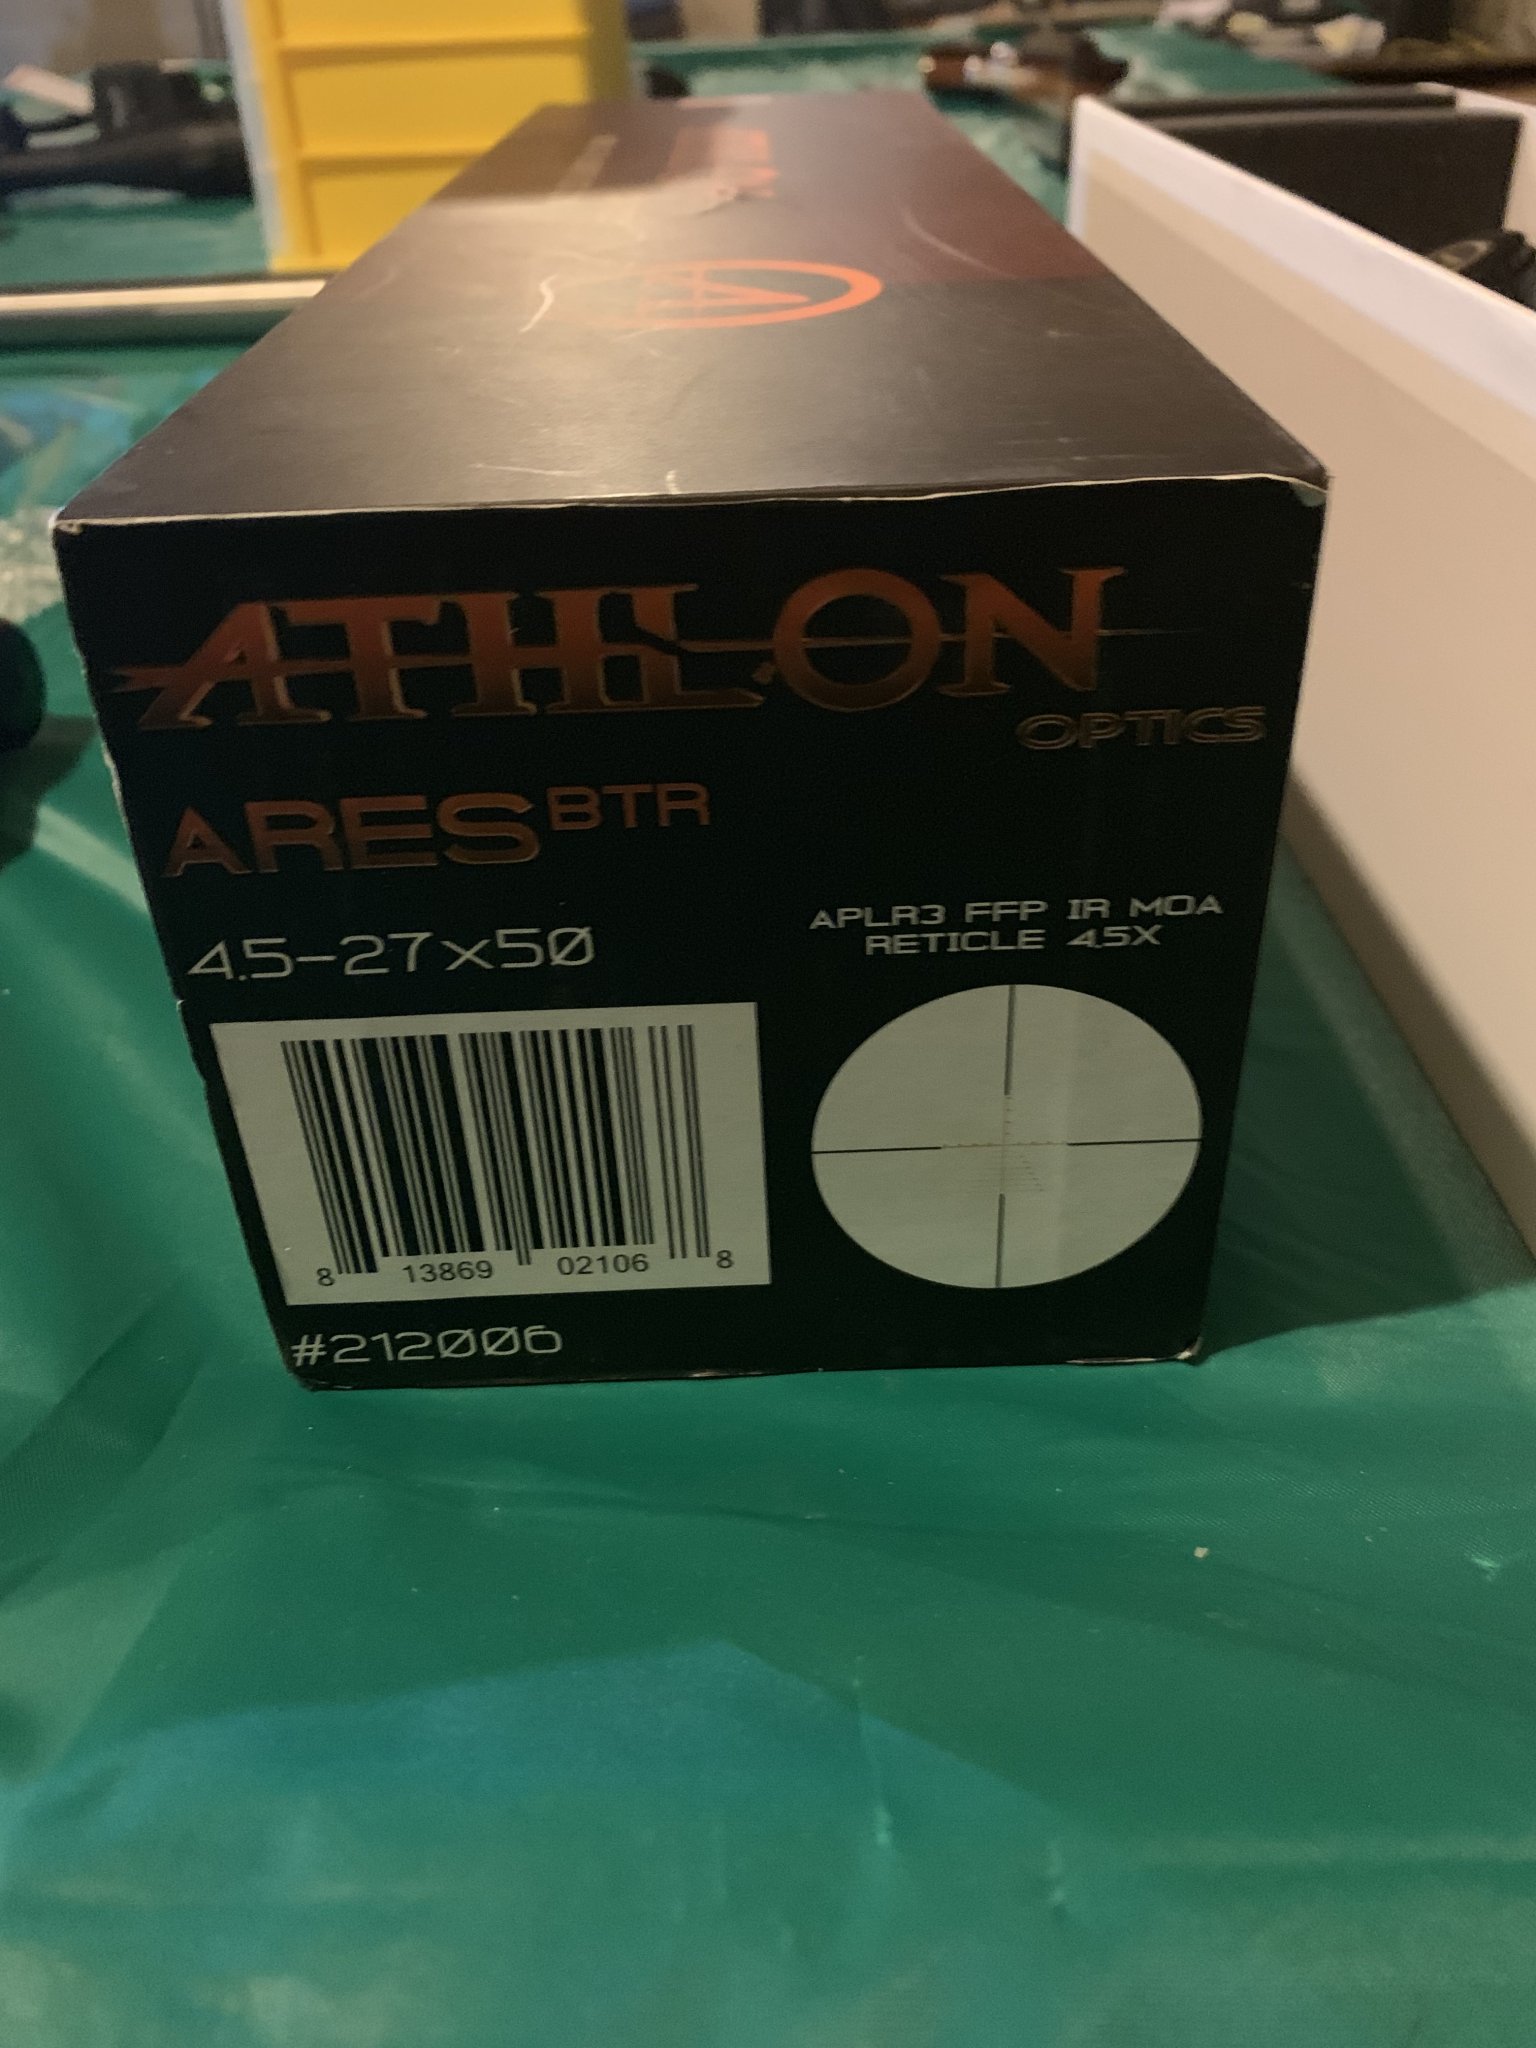 ATHLON
OPTICS
ARES BTR
4.5-27x50
APLR3 FFP IR MOA
RETICLE 4.5X
8 13869 02106 8
#212006